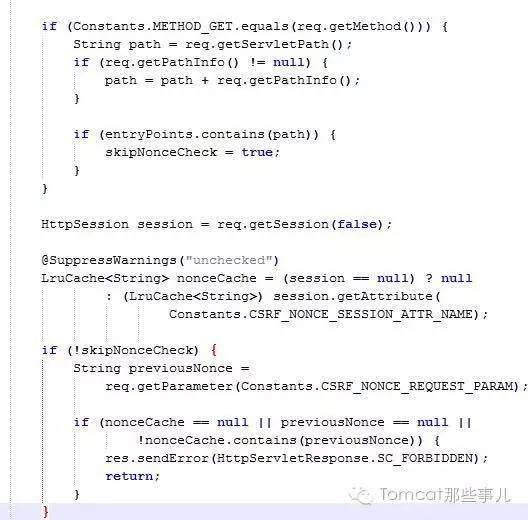 if (Constants.METHOD_GET.equals(req.getMethod())) {
    String path = req.getServletPath();
    if (req.getPathInfo() != null) {
        path = path + req.getPathInfo();
    }

    if (entryPoints.contains(path)) {
        skipNonceCheck = true;
    }
}

HttpSession session = req.getSession(false);

@SuppressWarnings("unchecked")
LruCache<String> nonceCache = (session == null) ? null
        : (LruCache<String>) session.getAttribute(
                Constants.CSRF_NONCE_SESSION_ATTR_NAME);

if (!skipNonceCheck) {
    String previousNonce =
        req.getParameter(Constants.CSRF_NONCE_REQUEST_PARAM);

    if (nonceCache == null || previousNonce == null ||
            !nonceCache.contains(previousNonce)) {
        res.sendError(HttpServletResponse.SC_FORBIDDEN);
        return;
    }
}
Tomcat那些事儿